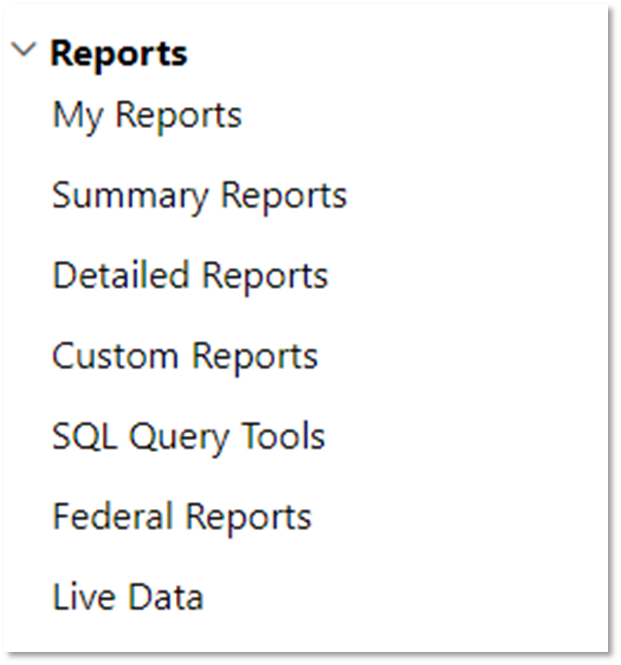 Reports
My Reports
Summary Reports
Detailed Reports
Custom Reports
SQL Query Tools
Federal Reports
Live Data